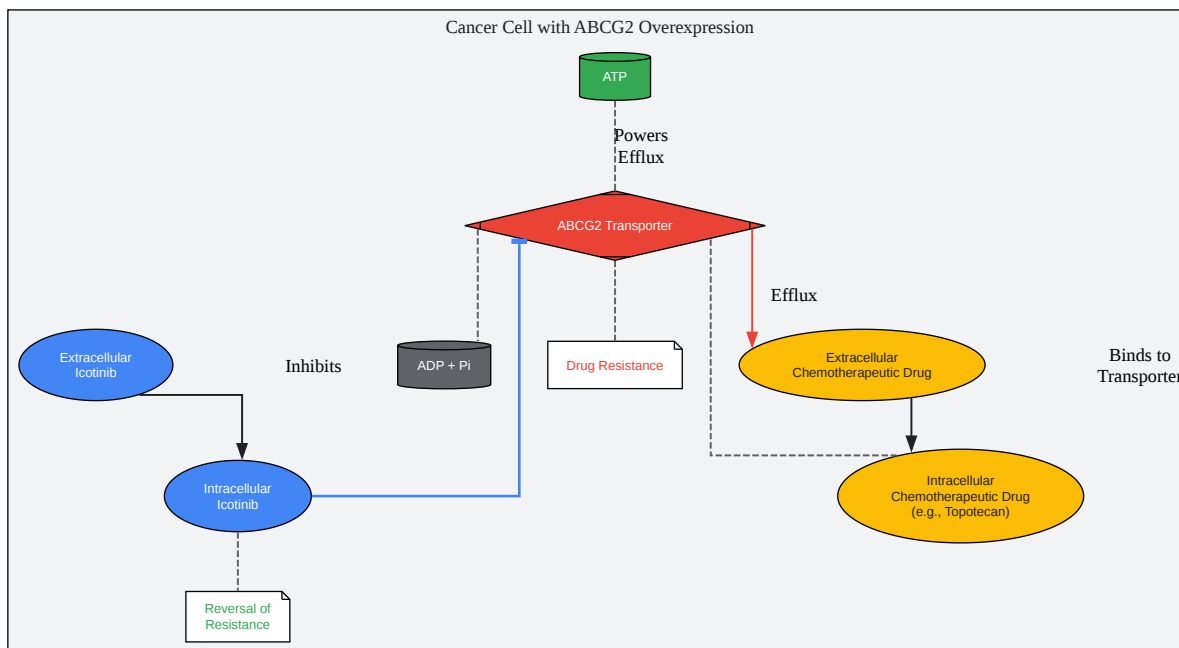 Cancer Cell with ABCG2 Overexpression
ATP
Powers
Efflux
ABCG2 Transporter
Efflux
Extracellular
Icotinib
Inhibits
ADP + Pi
Drug Resistance
Extracellular
Chemotherapeutic Drug
Binds to
Transporter
Intracellular
Icotinib
Intracellular
Chemotherapeutic Drug
(e.g., Topotecan)
Reversal of
Resistance